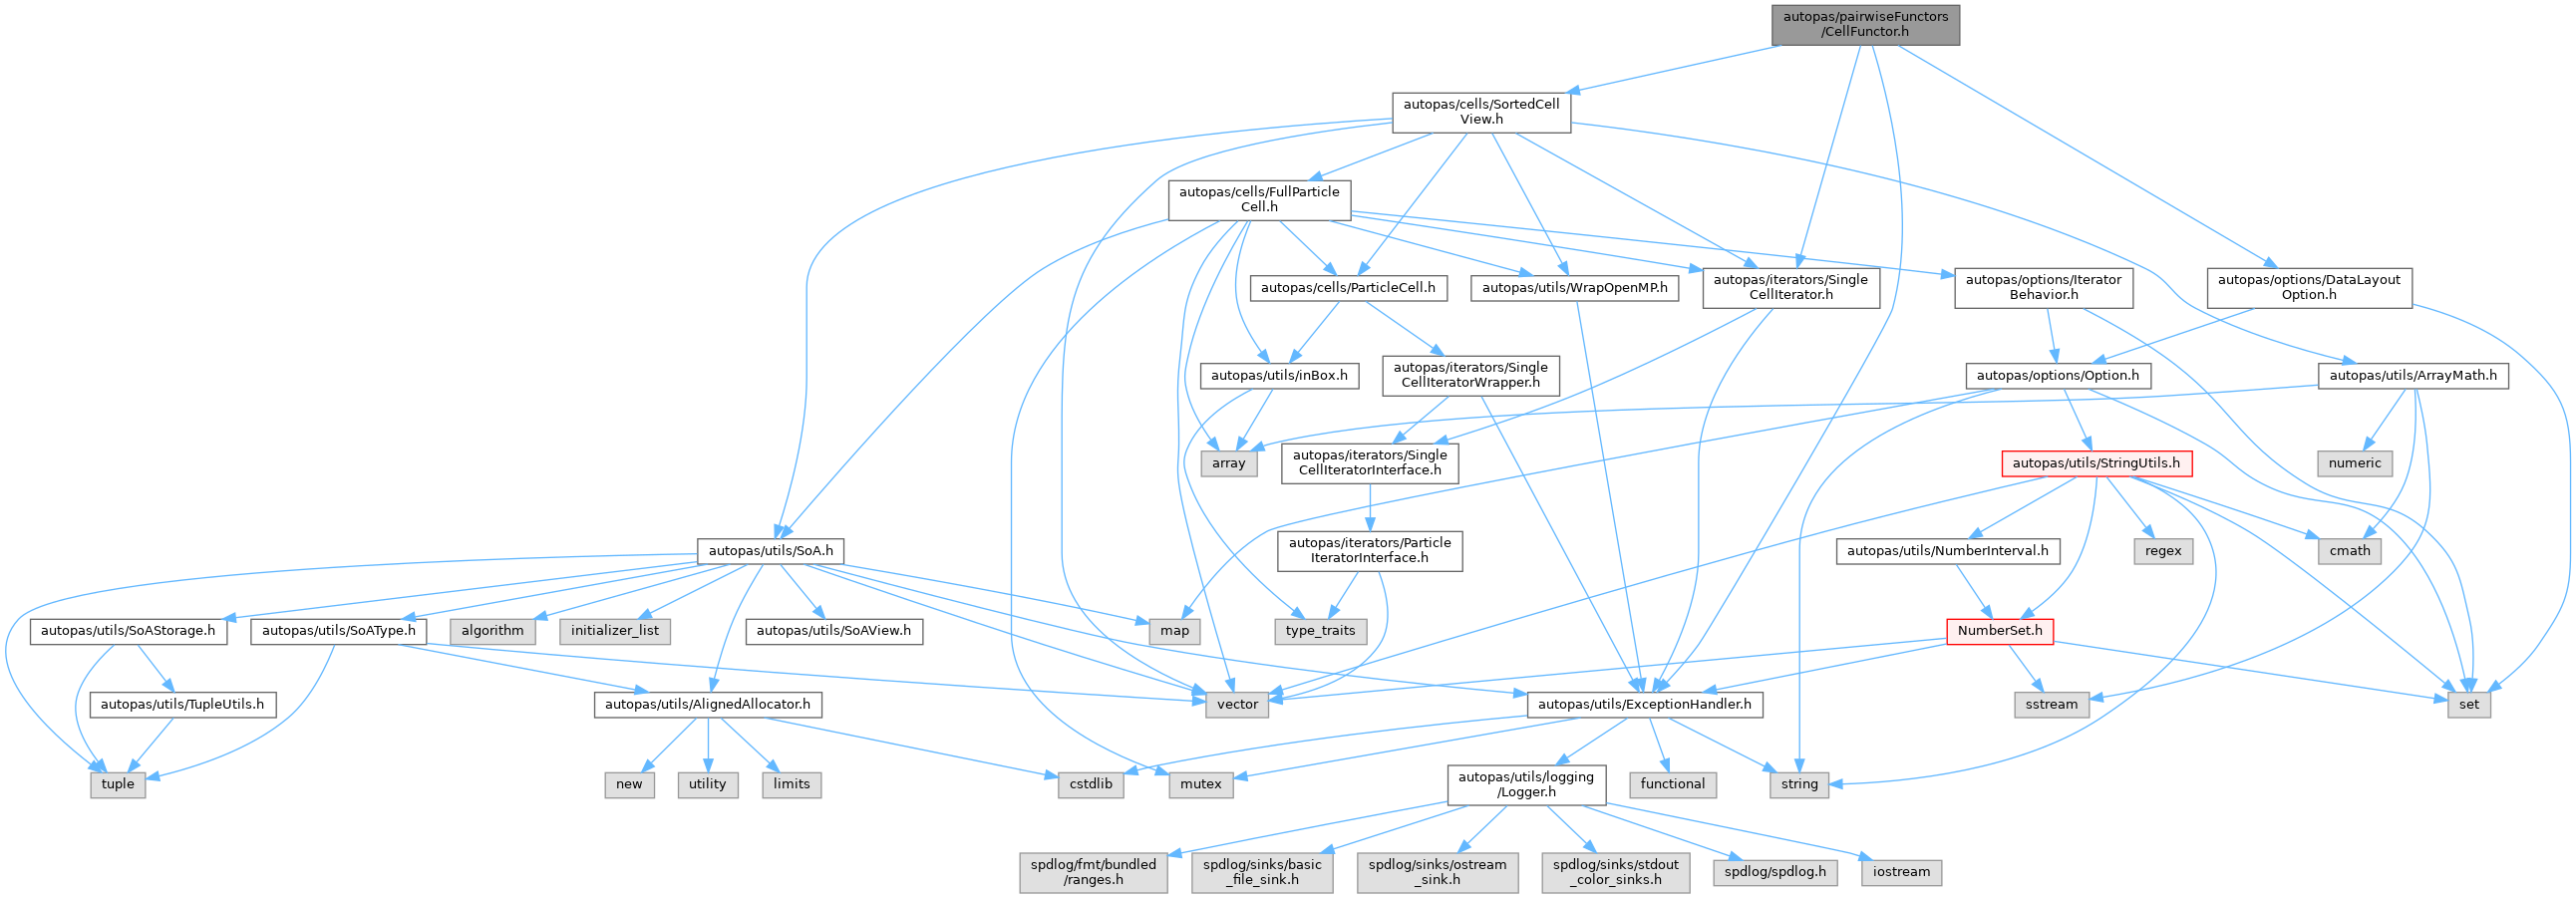 autopas/pairwiseFunctors
/CellFunctor.h
autopas/cells/SortedCell
View.h
autopas/cells/FullParticle
Cell.h
autopas/cells/ParticleCell.h
autopas/utils/WrapOpenMP.h
autopas/iterators/Single
CellIterator.h
autopas/options/Iterator
Behavior.h
autopas/options/DataLayout
Option.h
autopas/utils/inBox.h
autopas/iterators/Single
CellIteratorWrapper.h
autopas/options/Option.h
autopas/utils/ArrayMath.h
array
autopas/iterators/Single
CellIteratorInterface.h
autopas/utils/StringUtils.h
numeric
autopas/utils/SoA.h
autopas/iterators/Particle
IteratorInterface.h
autopas/utils/NumberInterval.h
regex
cmath
autopas/utils/SoAStorage.h
autopas/utils/SoAType.h
algorithm
initializer_list
autopas/utils/SoAView.h
map
type_traits
NumberSet.h
autopas/utils/TupleUtils.h
autopas/utils/AlignedAllocator.h
vector
autopas/utils/ExceptionHandler.h
sstream
set
tuple
new
utility
limits
cstdlib
mutex
autopas/utils/logging
/Logger.h
functional
string
spdlog/fmt/bundled
/ranges.h
spdlog/sinks/basic
_file_sink.h
spdlog/sinks/ostream
_sink.h
spdlog/sinks/stdout
_color_sinks.h
spdlog/spdlog.h
iostream